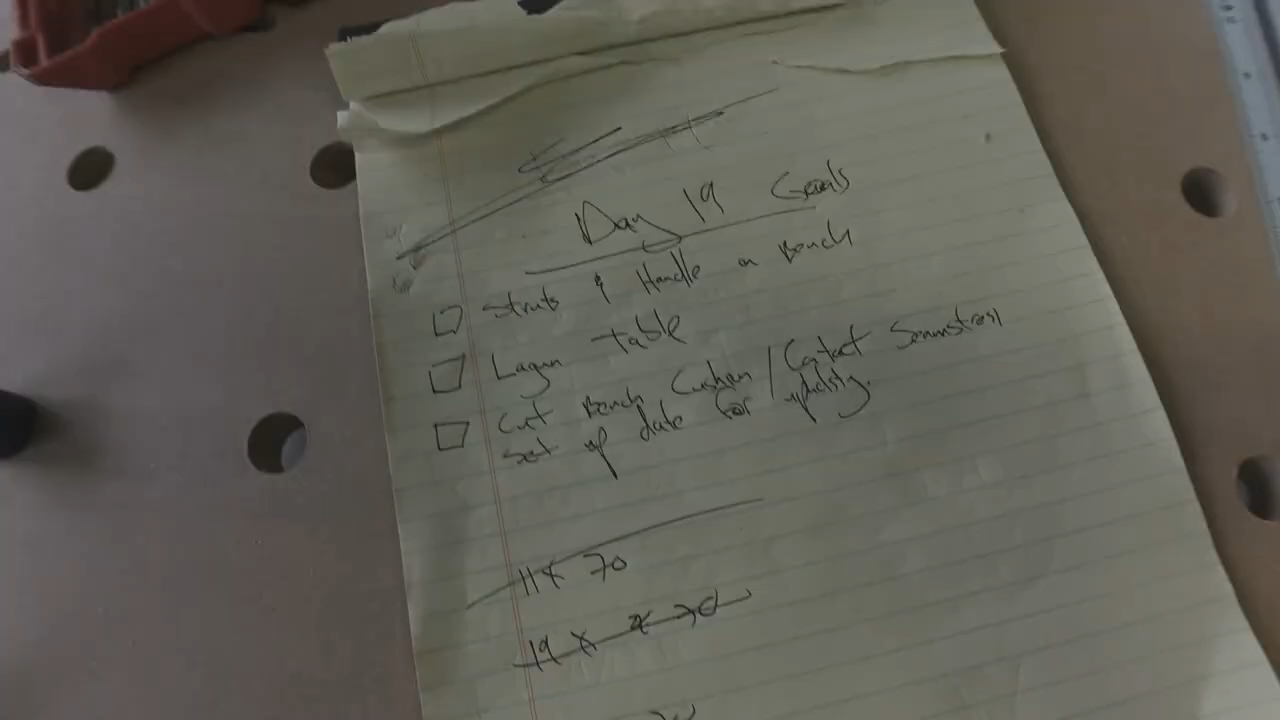 Day 19 Goals
Struts & Handle on Bench
Lagun Table
Cut Bench Cushion / Contact Seamstress
set up date for upholsty.
11 x 70
19 x